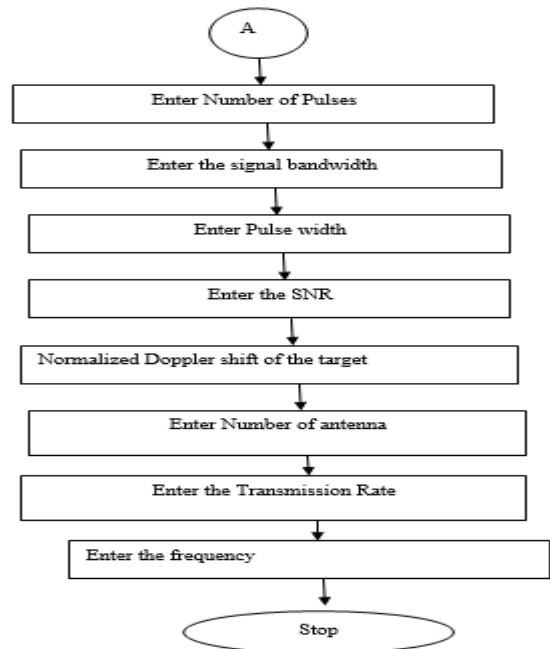 A
Enter Number of Pulses
Enter the signal bandwidth
Enter Pulse width
Enter the SNR
Normalized Doppler shift of the target
Enter Number of antenna
Enter the Transmission Rate
Enter the frequency
Stop